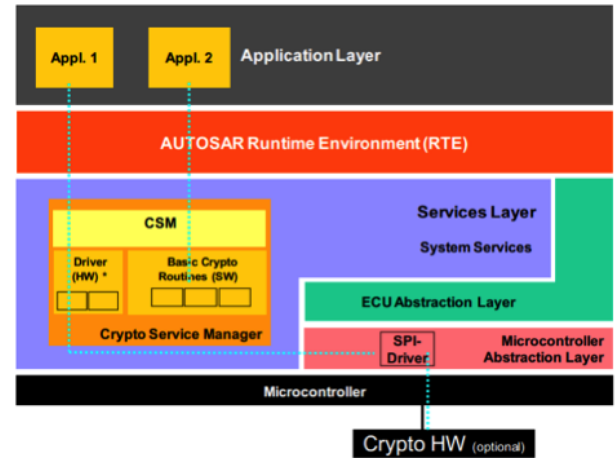 Appl. 1
Appl. 2
Application Layer
AUTOSAR Runtime Environment (RTE)
Services Layer
CSM
System Services
Driver
(HW) *
Basic Crypto
Routines (SW)
ECU Abstraction Layer
Crypto Service Manager
SPI-
Driver
Microcontroller
Abstraction Layer
Microcontroller
Crypto HW (optional)